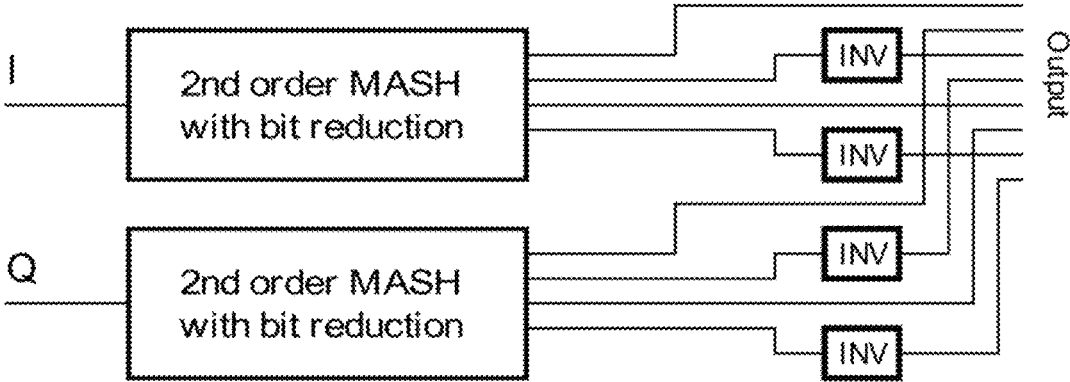 I
2nd order MASH
with bit reduction
INV
INV
Output
Q
2nd order MASH
with bit reduction
INV
INV